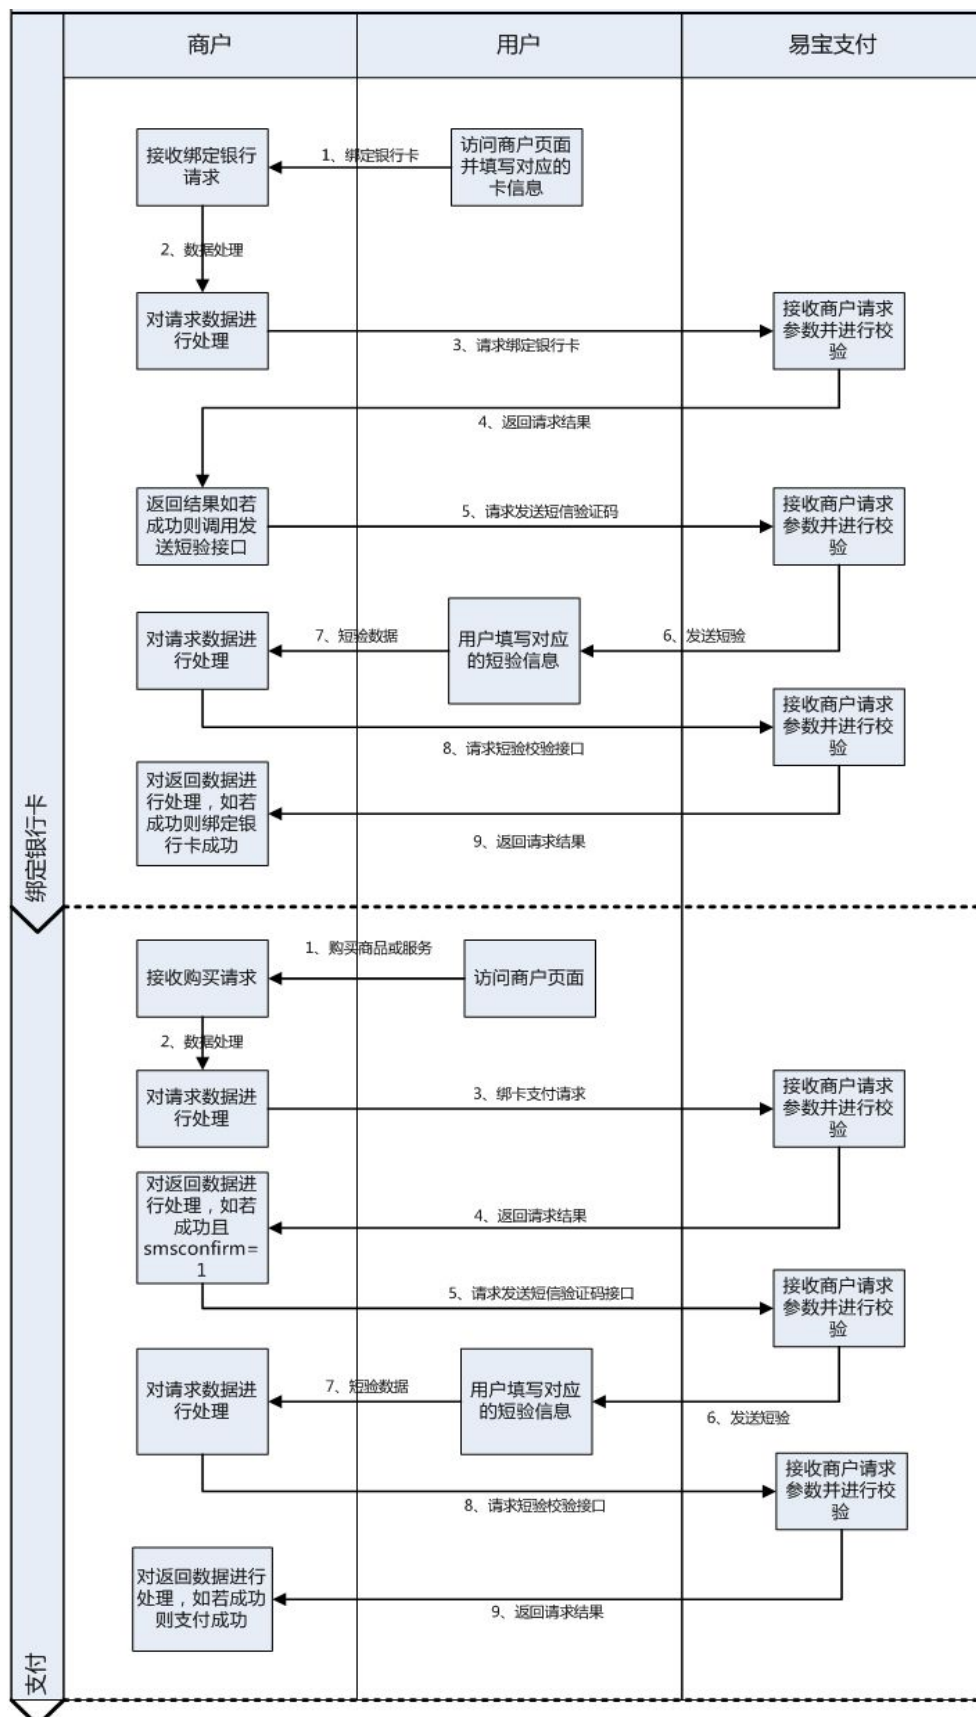 商户
用户
易宝支付
绑定银行卡
接收绑定银行
请求
1、绑定银行卡
访问商户页面
并填写对应的
卡信息
2、数据处理
对请求数据进
行处理
3、请求绑定银行卡
接收商户请求
参数并进行校
验
4、返回请求结果
返回结果如若
成功则调用发
送短验接口
5、请求发送短信验证码
接收商户请求
参数并进行校
验
6、发送短验
用户填写对应
的短验信息
7、短验数据
对请求数据进
行处理
8、请求短验校验接口
接收商户请求
参数并进行校
验
9、返回请求结果
对返回数据进
行处理，如若
成功则绑定银
行卡成功
支付
接收购买请求
1、购买商品或服务
访问商户页面
2、数据处理
对请求数据进
行处理
3、绑卡支付请求
接收商户请求
参数并进行校
验
4、返回请求结果
对返回数据进
行处理，如若
成功且
smsconfirm=
1
5、请求发送短信验证码接口
接收商户请求
参数并进行校
验
6、发送短验
用户填写对应
的短验信息
7、短验数据
对请求数据进
行处理
8、请求短验校验接口
接收商户请求
参数并进行校
验
9、返回请求结果
对返回数据进行
处理，如若成功
则支付成功